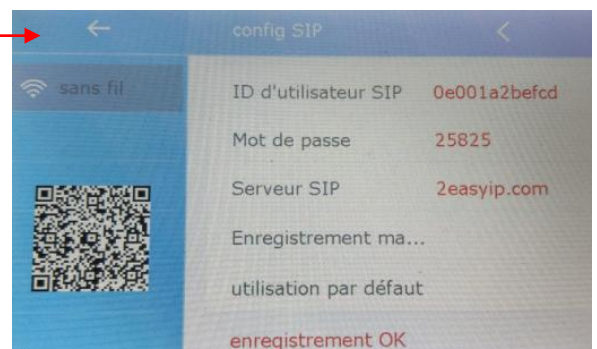 config SIP
sans fil
ID d'utilisateur SIP 0e001a2befcd
Mot de passe 25825
Serveur SIP 2easyip.com
Enregistrement ma...
utilisation par défaut
enregistrement OK